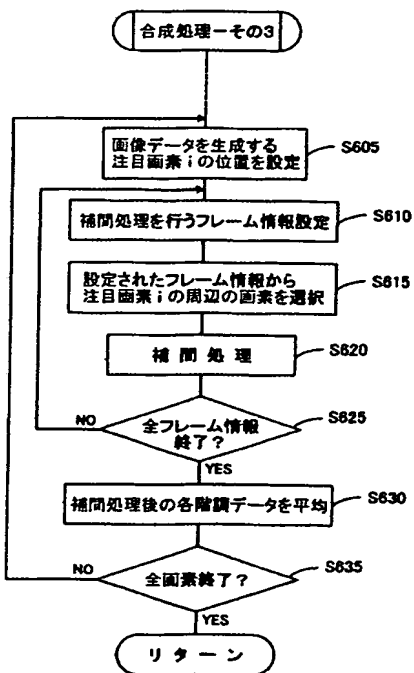 合成処理－その3
画像データを生成する
注目画素iの位置を設定
S605
補間処理を行うフレーム情報設定
S610
設定されたフレーム情報から
注目画素iの周辺の画素を選択
S615
補間処理
S620
全フレーム情報
終了？
S625
NO
YES
補間処理後の各階調データを平均
S630
全画素終了？
S635
NO
YES
リターン